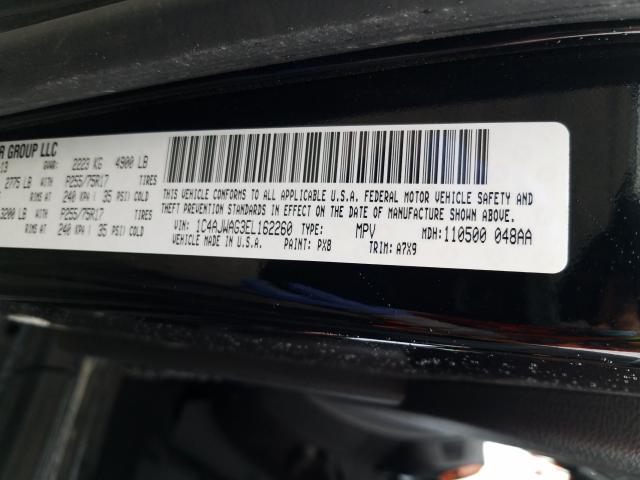 R GROUP LLC
13 GVWR: 2223 KG 4900 LB
2775 LB WITH P255/75R17 TIRES
RIMS AT 240 KPA ( 35 PSI) COLD
3200 LB WITH P255/75R17 TIRES
RIMS AT 240 KPA ( 35 PSI) COLD
THIS VEHICLE CONFORMS TO ALL APPLICABLE U.S.A. FEDERAL MOTOR VEHICLE SAFETY AND
THEFT PREVENTION STANDARDS IN EFFECT ON THE DATE OF MANUFACTURE SHOWN ABOVE.
VIN: 1C4AJWAG3EL162260 TYPE: MPV MDH: 110500 048AA
VEHICLE MADE IN U.S.A. PAINT: PX8 TRIM: A7X9